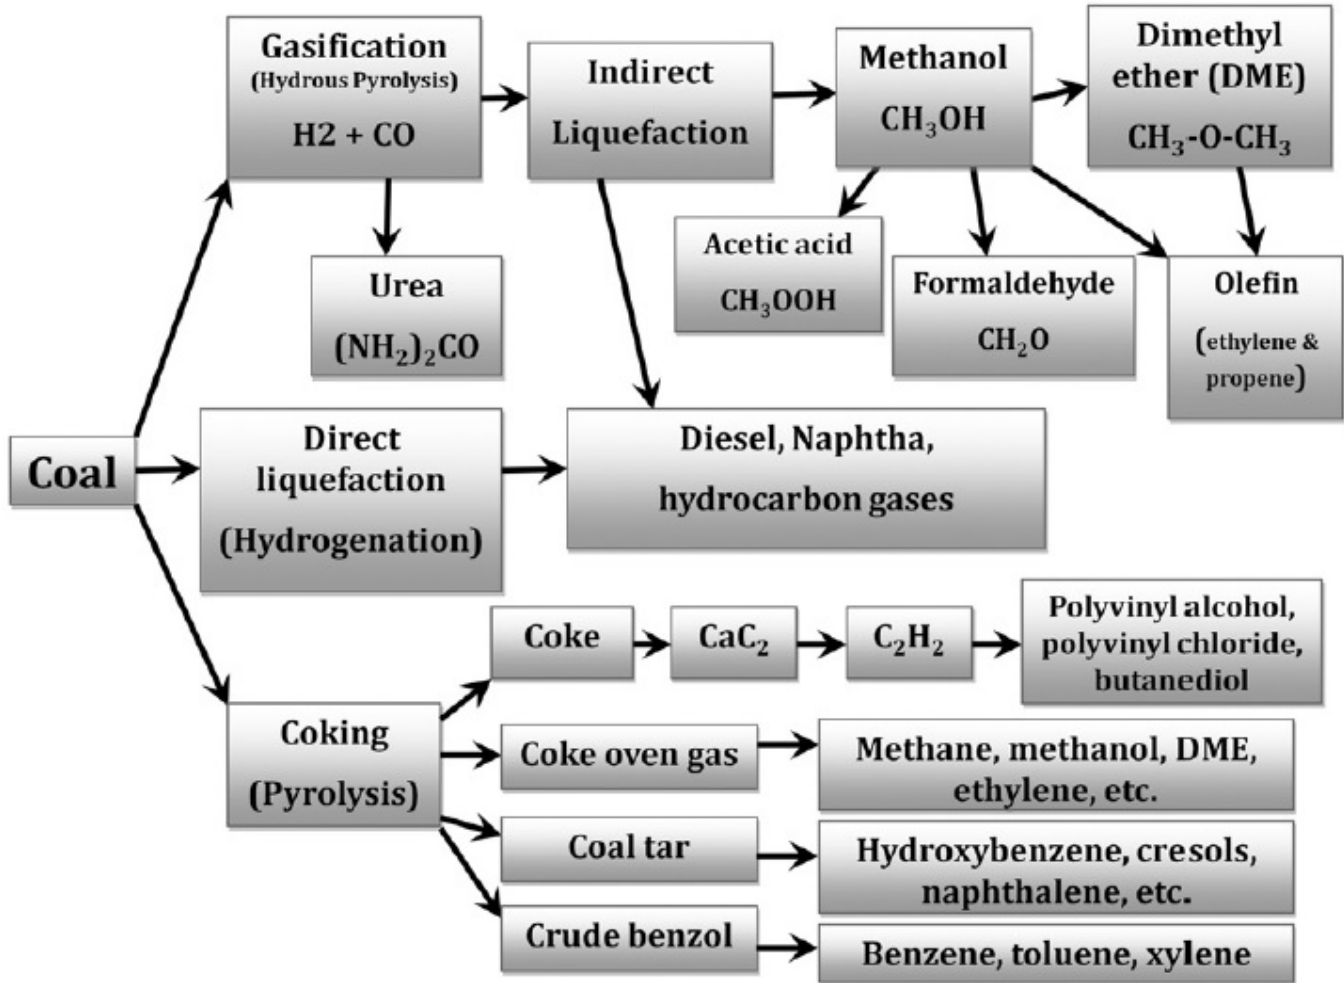 Gasification
(Hydrous Pyrolysis)
H2 + CO
Indirect
Liquefaction
Methanol
CH₃OH
Dimethyl
ether (DME)
CH₃-O-CH₃
Urea
(NH₂)₂CO
Acetic acid
CH₃OOH
Formaldehyde
CH₂O
Olefin
(ethylene &
propene)
Coal
Direct
liquefaction
(Hydrogenation)
Diesel, Naphtha,
hydrocarbon gases
Coking
(Pyrolysis)
Coke
CaC₂
C₂H₂
Polyvinyl alcohol,
polyvinyl chloride,
butanediol
Coke oven gas
Methane, methanol, DME,
ethylene, etc.
Coal tar
Hydroxybenzene, cresols,
naphthalene, etc.
Crude benzol
Benzene, toluene, xylene